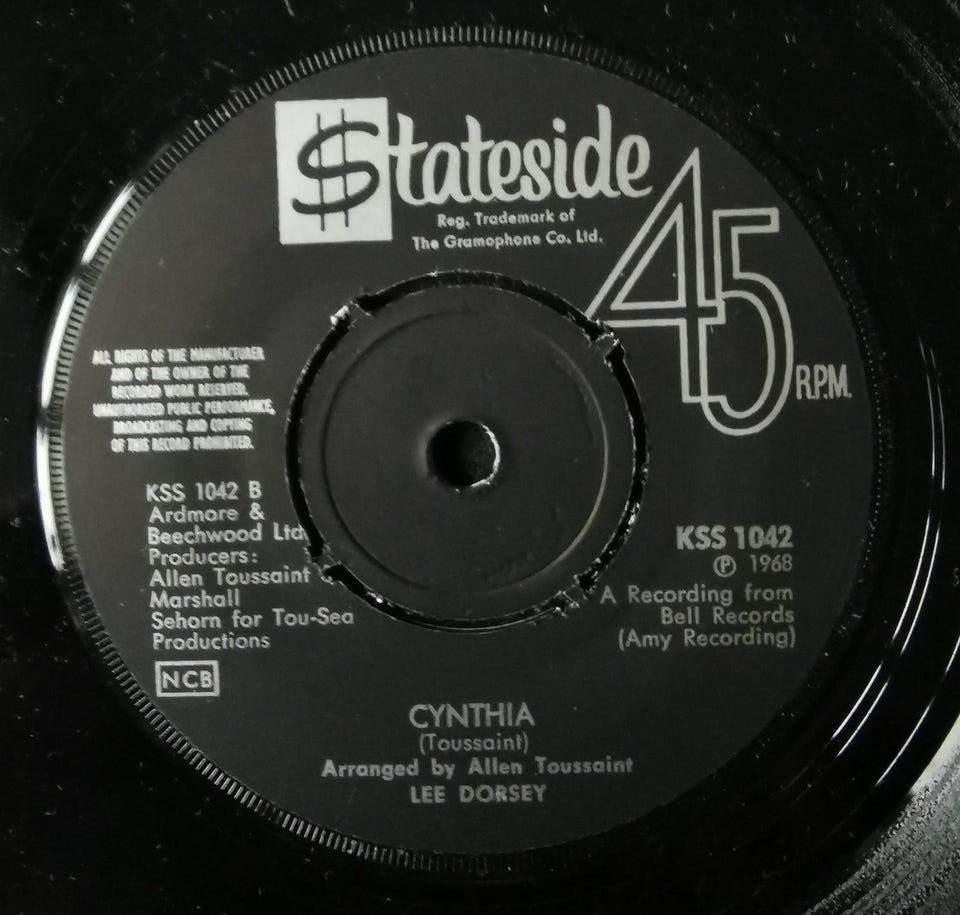 $tateside
Reg. Trademark of
The Gramophone Co. Ltd.
45
R.P.M.
ALL RIGHTS OF THE MANUFACTURER
AND OF THE OWNER OF THE
RECORDED WORK RESERVED.
UNAUTHORISED PUBLIC PERFORMANCE,
BROADCASTING AND COPYING
OF THIS RECORD PROHIBITED.
KSS 1042 B
Ardmore &
Beechwood Ltd
Producers:
Allen Toussaint &
Marshall
Sehorn for Tou-Sea
Productions
NCB
KSS 1042
Ⓟ 1968
A Recording from
Bell Records
(Amy Recording)
CYNTHIA
(Toussaint)
Arranged by Allen Toussaint
LEE DORSEY